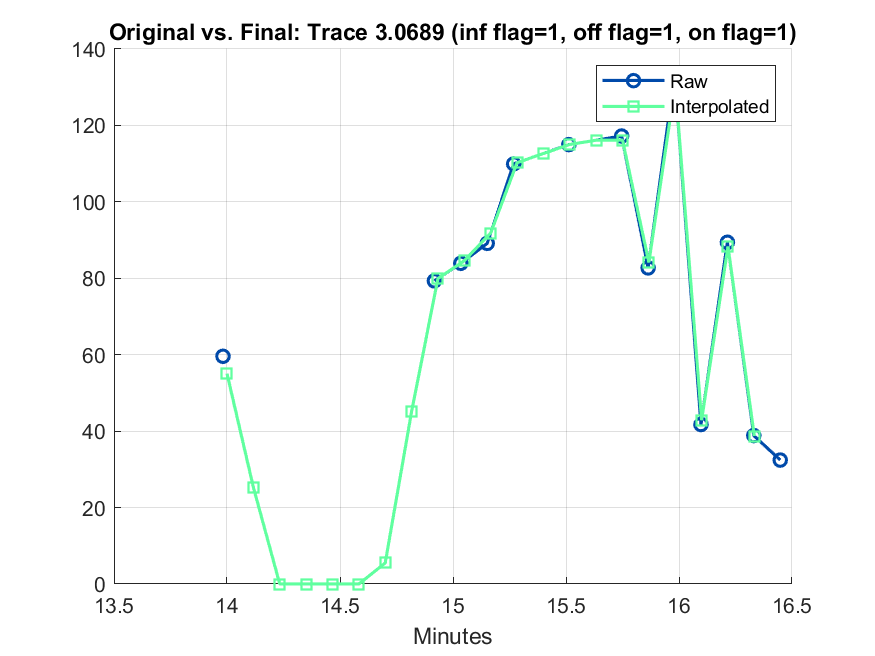 Original vs. Final: Trace 3.0689 (inf flag=1, off flag=1, on flag=1)
140
120
100
80
60
40
20
0
Raw
Interpolated
13.5 14 14.5 15 15.5 16 16.5
Minutes